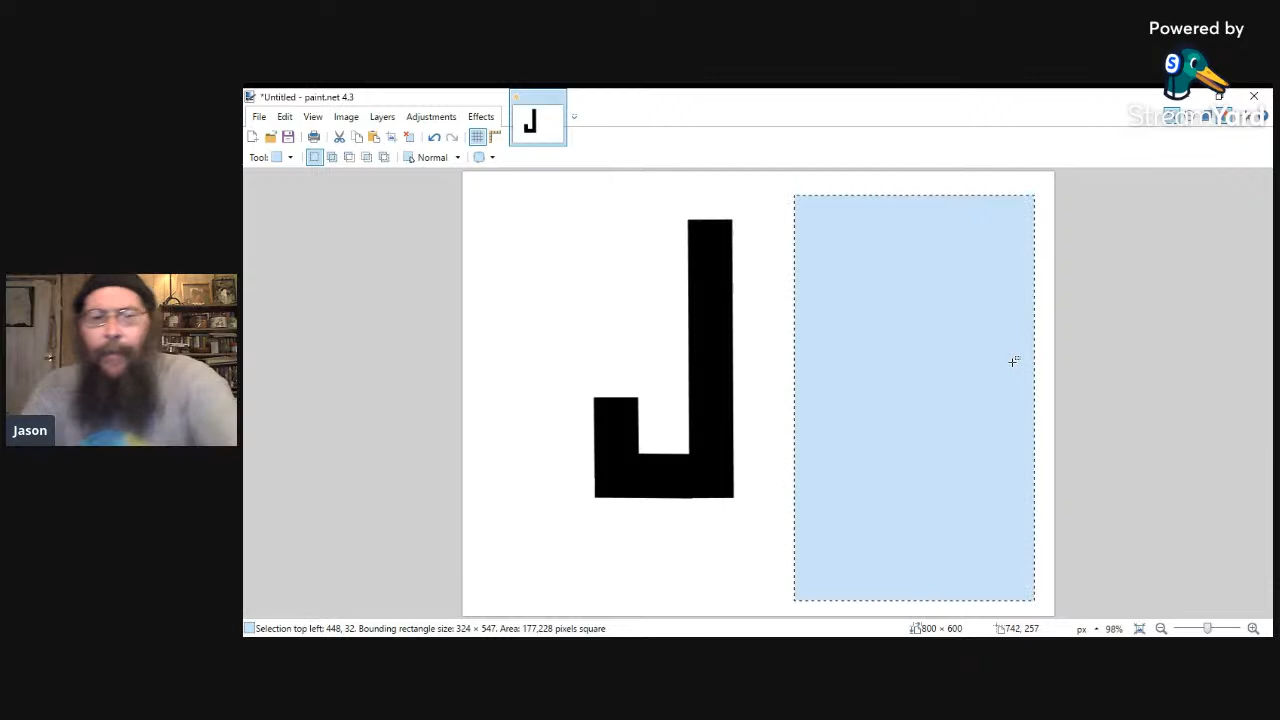 Powered by
StreamYard
*Untitled - paint.net 4.3
File Edit View Image Layers Adjustments Effects
Tool: Normal
J
Jason
Selection top left: 448, 32. Bounding rectangle size: 324 × 547. Area: 177,228 pixels square
800 × 600
742, 257
px
98%